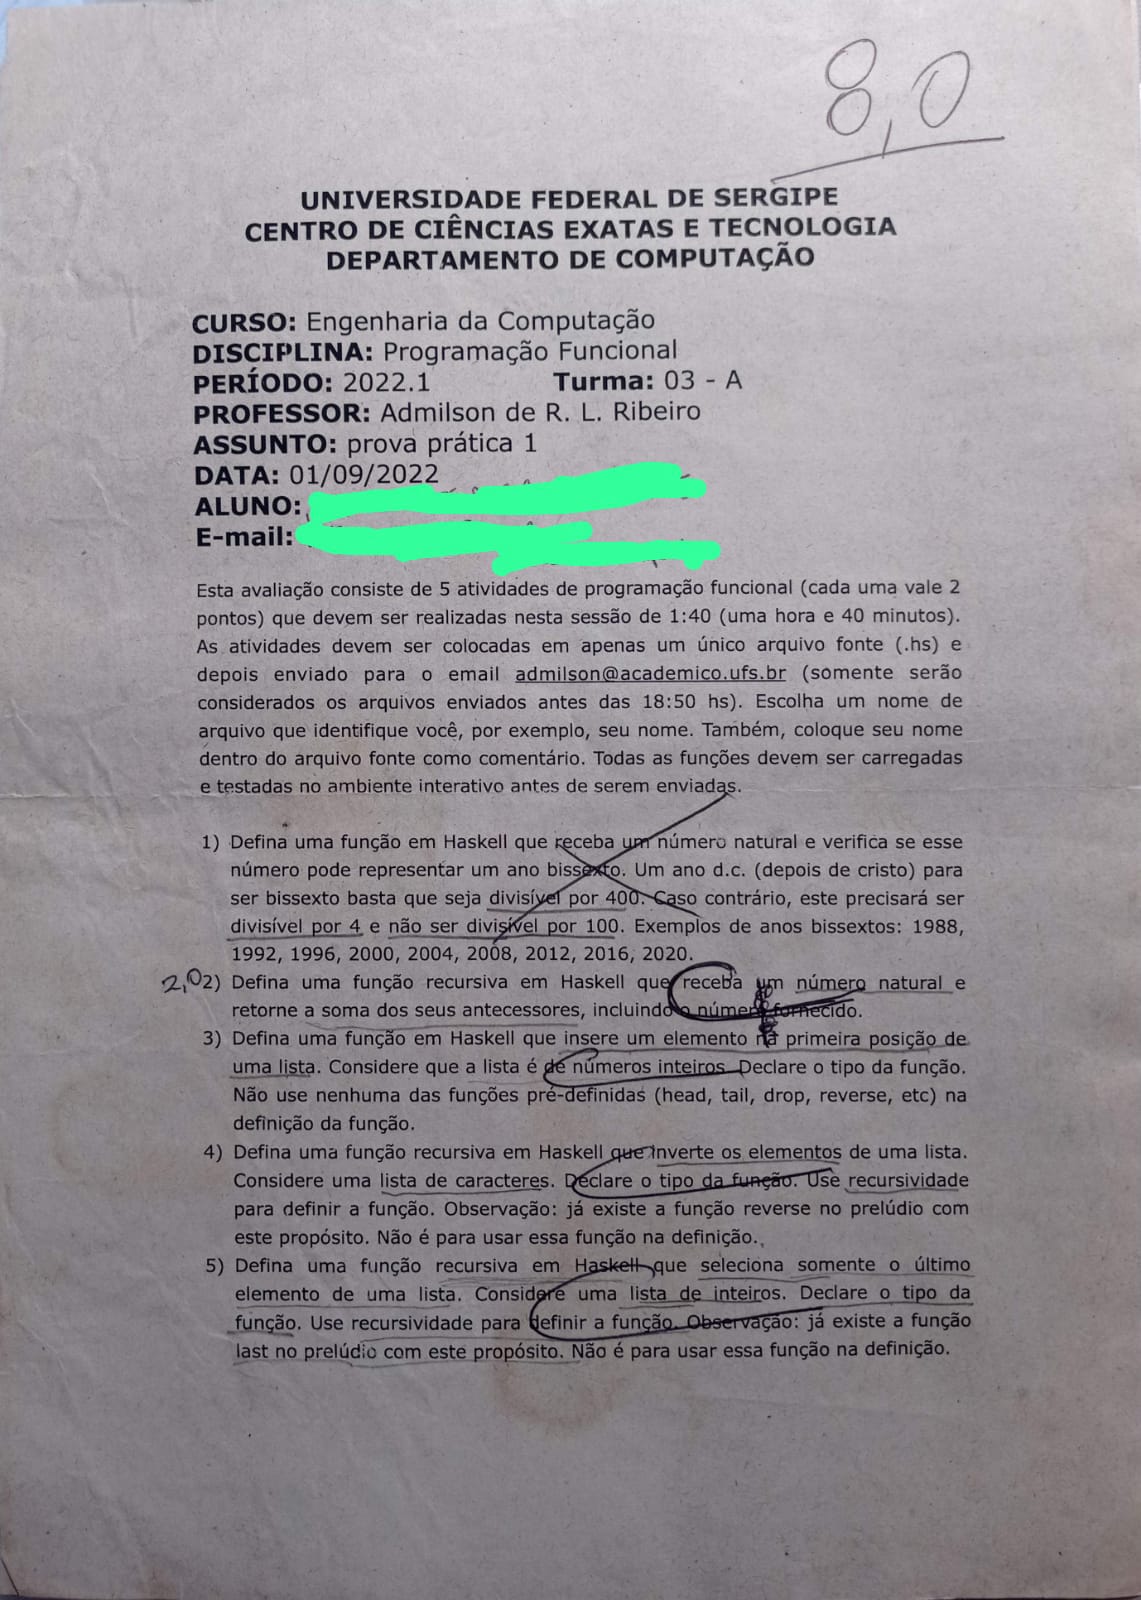 8,0
UNIVERSIDADE FEDERAL DE SERGIPE
CENTRO DE CIÊNCIAS EXATAS E TECNOLOGIA
DEPARTAMENTO DE COMPUTAÇÃO
CURSO: Engenharia da Computação
DISCIPLINA: Programação Funcional
PERÍODO: 2022.1 Turma: 03 - A
PROFESSOR: Admilson de R. L. Ribeiro
ASSUNTO: prova prática 1
DATA: 01/09/2022
ALUNO:
E-mail:
Esta avaliação consiste de 5 atividades de programação funcional (cada uma vale 2
pontos) que devem ser realizadas nesta sessão de 1:40 (uma hora e 40 minutos).
As atividades devem ser colocadas em apenas um único arquivo fonte (.hs) e
depois enviado para o email admilson@academico.ufs.br (somente serão
considerados os arquivos enviados antes das 18:50 hs). Escolha um nome de
arquivo que identifique você, por exemplo, seu nome. Também, coloque seu nome
dentro do arquivo fonte como comentário. Todas as funções devem ser carregadas
e testadas no ambiente interativo antes de serem enviadas.
1) Defina uma função em Haskell que receba um número natural e verifica se esse
número pode representar um ano bissexto. Um ano d.c. (depois de cristo) para
ser bissexto basta que seja divisível por 400. Caso contrário, este precisará ser
divisível por 4 e não ser divisível por 100. Exemplos de anos bissextos: 1988,
1992, 1996, 2000, 2004, 2008, 2012, 2016, 2020.
2,0 2) Defina uma função recursiva em Haskell que receba um número natural e
retorne a soma dos seus antecessores, incluindo o número fornecido.
3) Defina uma função em Haskell que insere um elemento na primeira posição de
uma lista. Considere que a lista é de números inteiros. Declare o tipo da função.
Não use nenhuma das funções pré-definidas (head, tail, drop, reverse, etc) na
definição da função.
4) Defina uma função recursiva em Haskell que inverte os elementos de uma lista.
Considere uma lista de caracteres. Declare o tipo da função. Use recursividade
para definir a função. Observação: já existe a função reverse no prelúdio com
este propósito. Não é para usar essa função na definição.
5) Defina uma função recursiva em Haskell que seleciona somente o último
elemento de uma lista. Considere uma lista de inteiros. Declare o tipo da
função. Use recursividade para definir a função. Observação: já existe a função
last no prelúdio com este propósito. Não é para usar essa função na definição.